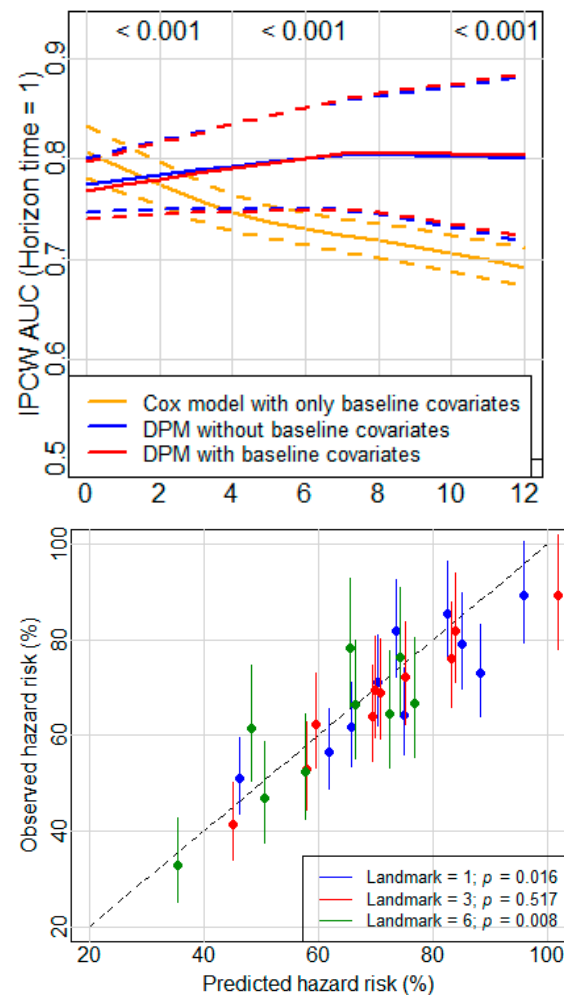 < 0.001 < 0.001 < 0.001
IPCW AUC (Horizon time = 1)
0.9
0.8
0.7
0.6
0.5
Cox model with only baseline covariates
DPM without baseline covariates
DPM with baseline covariates
0 2 4 6 8 10 12
Observed hazard risk (%)
100
80
60
40
20
Landmark = 1; p = 0.016
Landmark = 3; p = 0.517
Landmark = 6; p = 0.008
20 40 60 80 100
Predicted hazard risk (%)